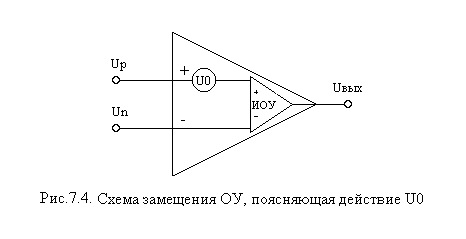 Up
+
U0
+
Uвых
ИОУ
-
Un
-
Рис.7.4. Схема замещения ОУ, поясняющая действие U0